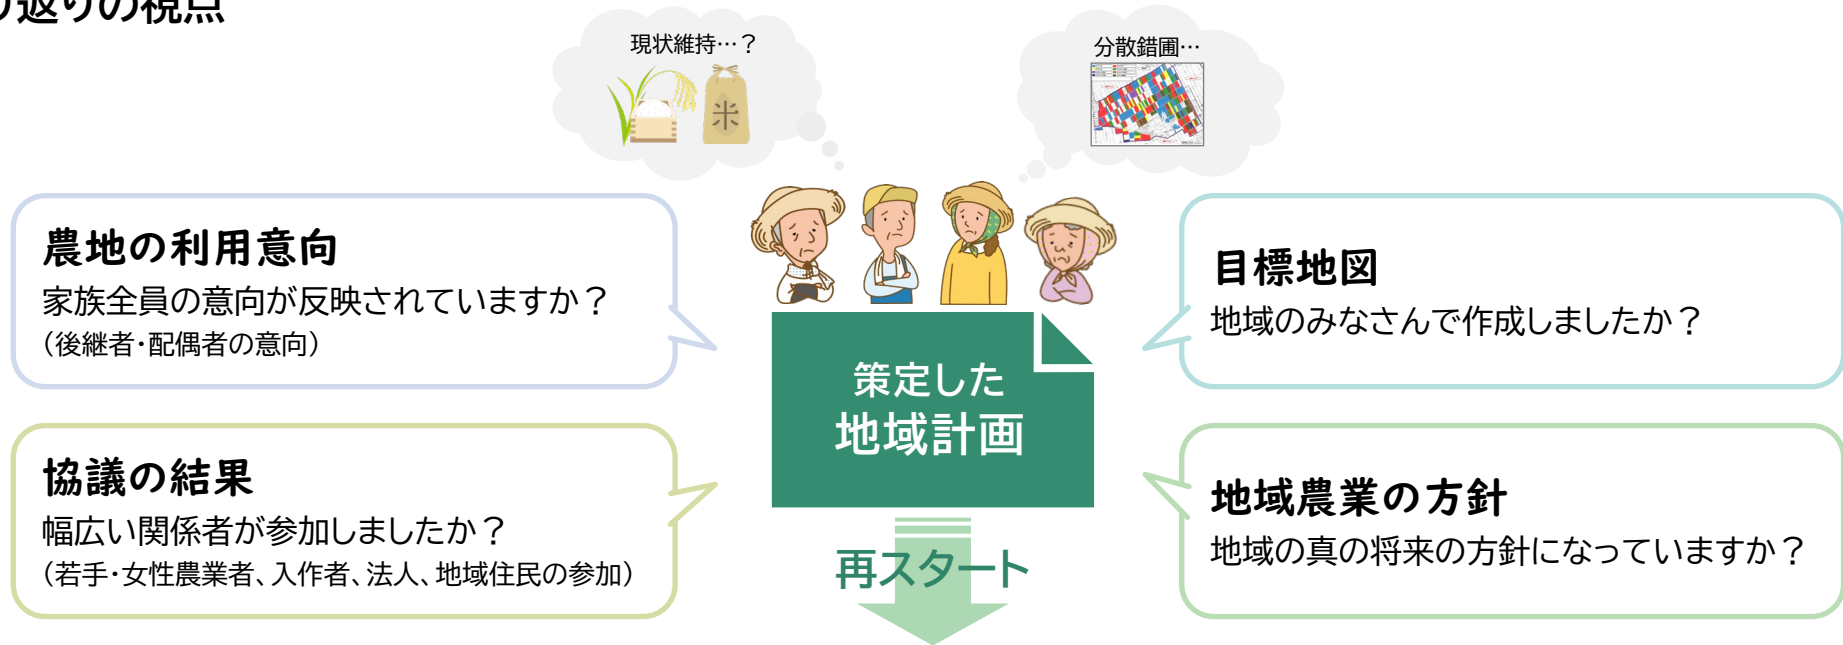 り返りの視点
現状維持…？
分散錯圃…
米
農地の利用意向
家族全員の意向が反映されていますか？
（後継者・配偶者の意向）
目標地図
地域のみなさんで作成しましたか？
策定した
地域計画
協議の結果
幅広い関係者が参加しましたか？
（若手・女性農業者、入作者、法人、地域住民の参加）
地域農業の方針
地域の真の将来の方針になっていますか？
再スタート